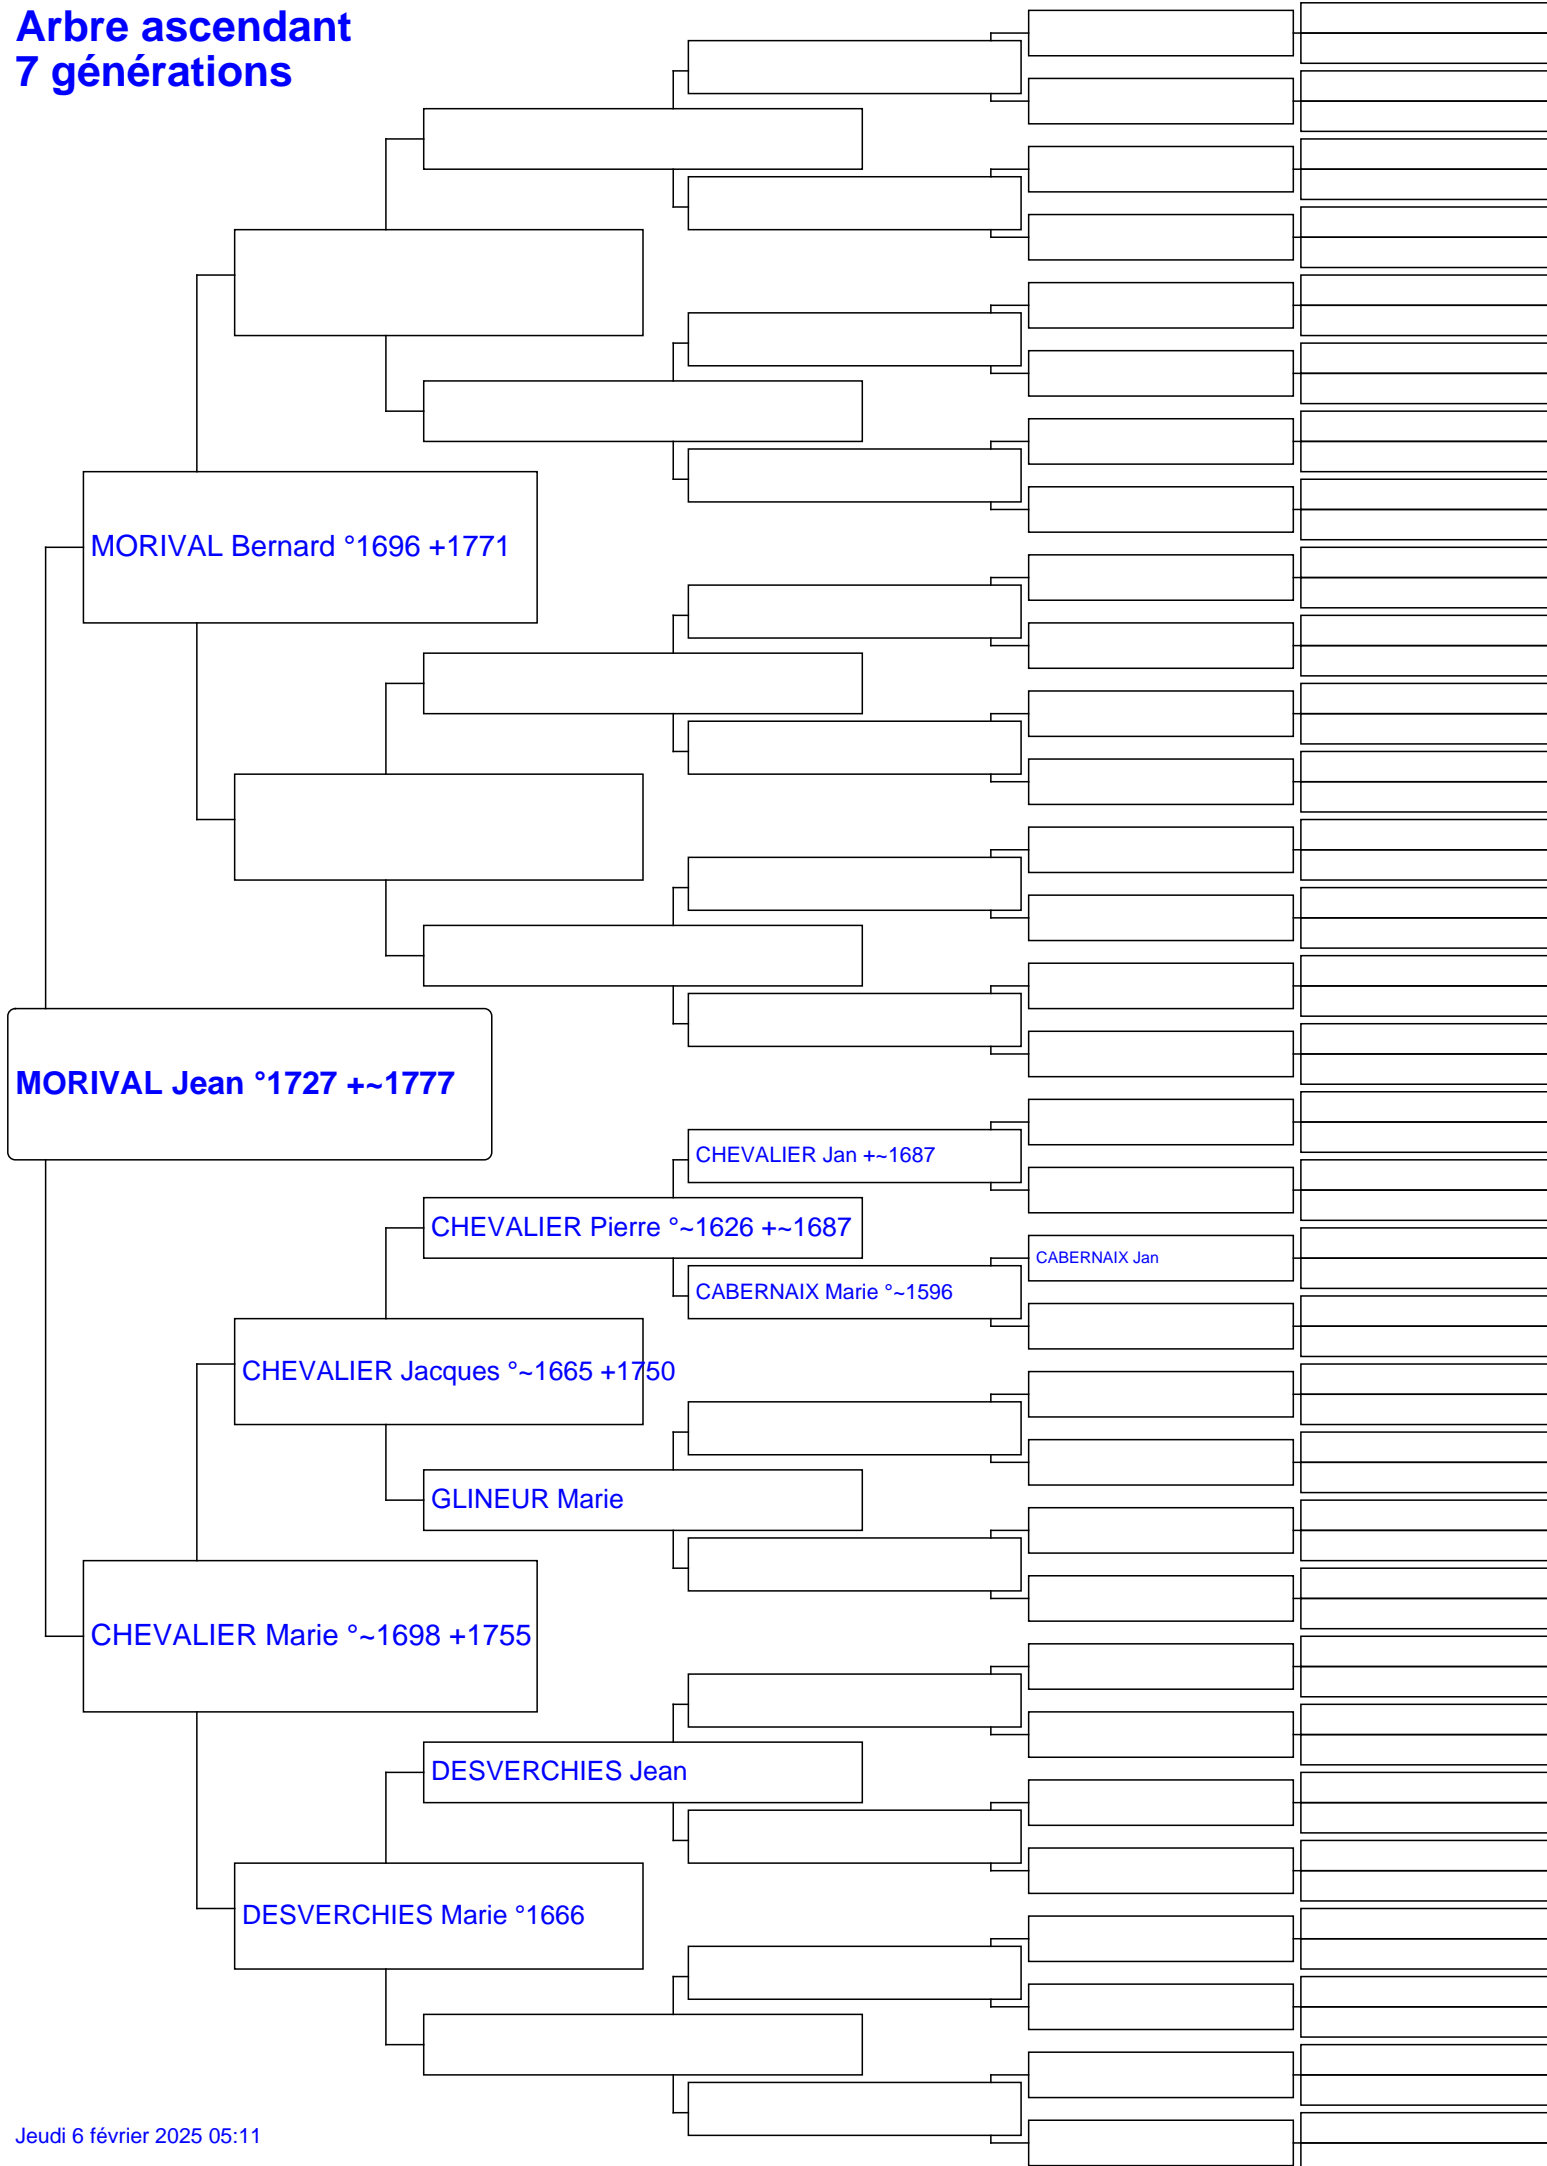 Arbre ascendant
7 générations
MORIVAL Bernard °1696 +1771
MORIVAL Jean °1727 +~1777
CHEVALIER Jan +~1687
CHEVALIER Pierre °~1626 +~1687
CABERNAIX Jan
CABERNAIX Marie °~1596
CHEVALIER Jacques °~1665 +1750
GLINEUR Marie
CHEVALIER Marie °~1698 +1755
DESVERCHIES Jean
DESVERCHIES Marie °1666
Jeudi 6 février 2025 05:11